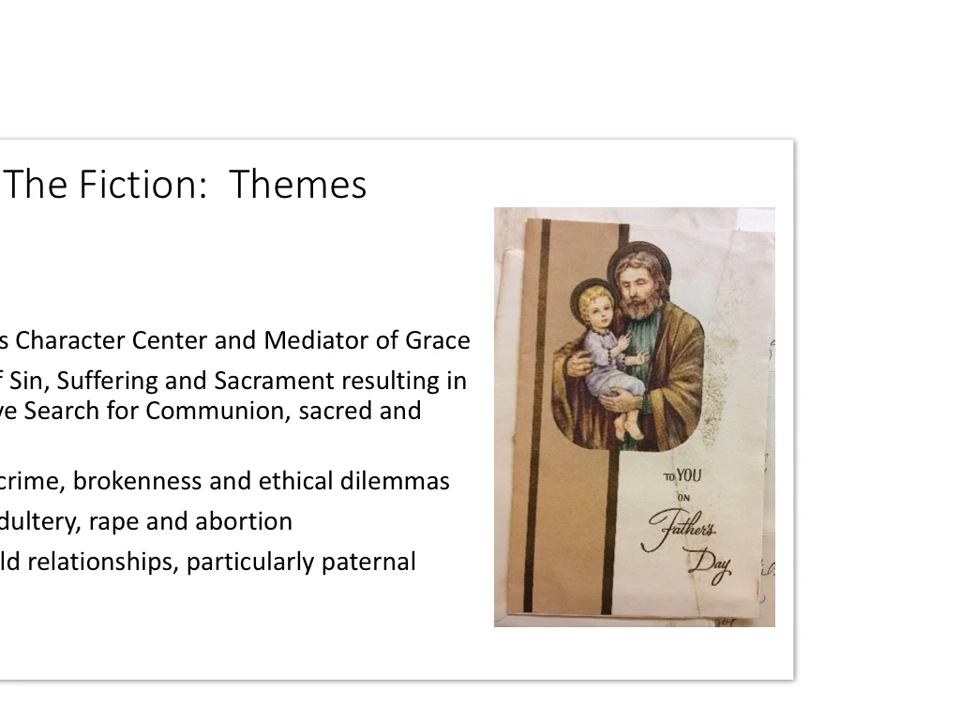 The Fiction: Themes
s Character Center and Mediator of Grace
f Sin, Suffering and Sacrament resulting in
ve Search for Communion, sacred and
crime, brokenness and ethical dilemmas
dultery, rape and abortion
ld relationships, particularly paternal
TO YOU
ON
Father's
Day